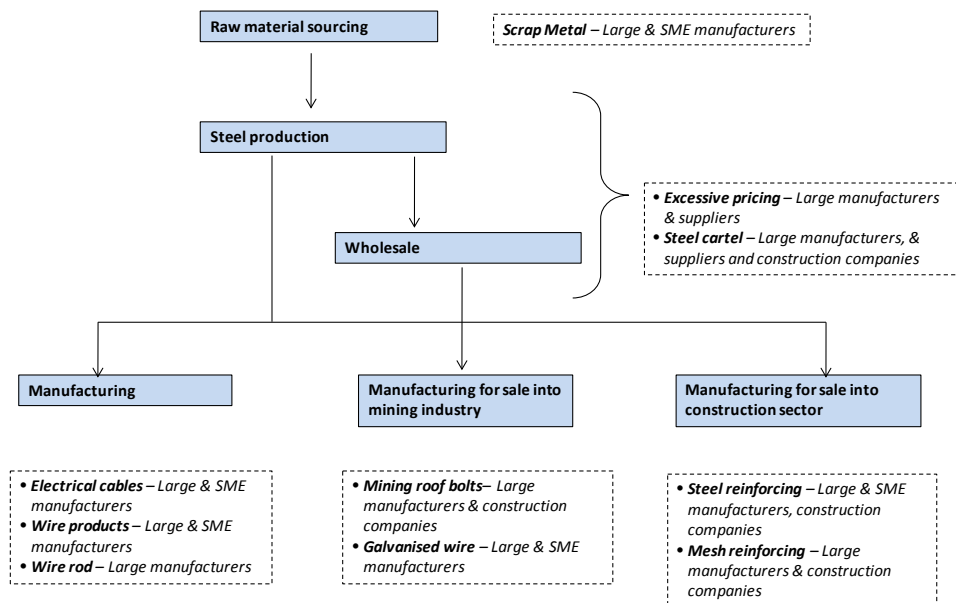 Raw material sourcing
Scrap Metal – Large & SME manufacturers
Steel production
• Excessive pricing – Large manufacturers
& suppliers
• Steel cartel – Large manufacturers, &
suppliers and construction companies
Wholesale
Manufacturing
Manufacturing for sale into
mining industry
Manufacturing for sale into
construction sector
• Electrical cables – Large & SME
manufacturers
• Wire products – Large & SME
manufacturers
• Wire rod – Large manufacturers
• Mining roof bolts– Large
manufacturers & construction
companies
• Galvanised wire – Large & SME
manufacturers
• Steel reinforcing – Large & SME
manufacturers, construction
companies
• Mesh reinforcing – Large
manufacturers & construction
companies